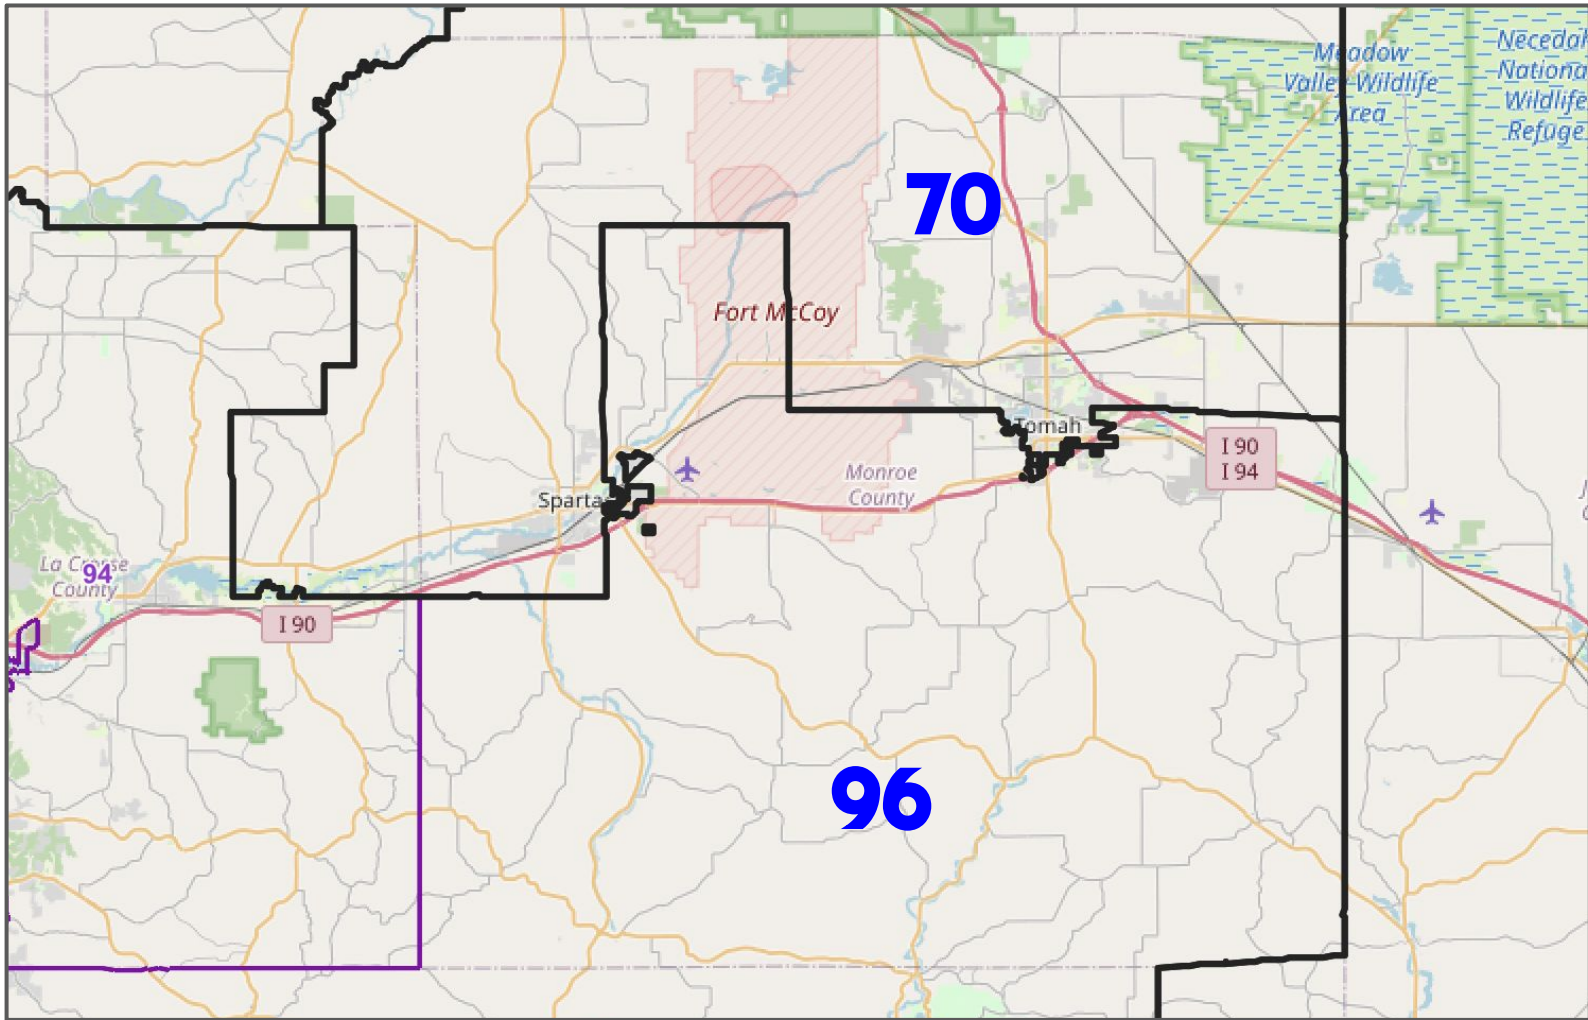 Meadow
Valley Wildlife
Area
Necedah
Nationa
Wildlife
Refuge
70
Fort McCoy
Tomah
I 90
I 94
Monroe
County
Sparta
La Crosse
County
94
I 90
96